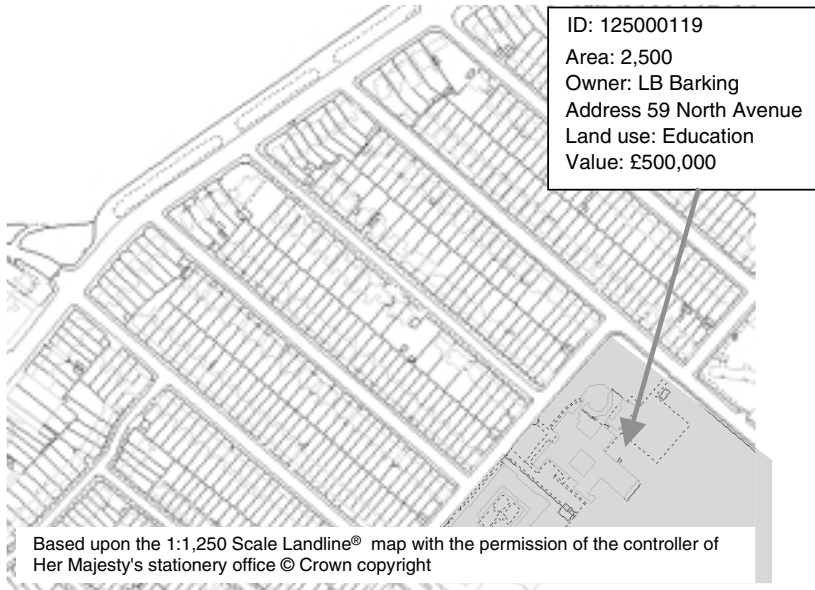 ID: 125000119
Area: 2,500
Owner: LB Barking
Address 59 North Avenue
Land use: Education
Value: £500,000
Based upon the 1:1,250 Scale Landline® map with the permission of the controller of
Her Majesty's stationery office © Crown copyright